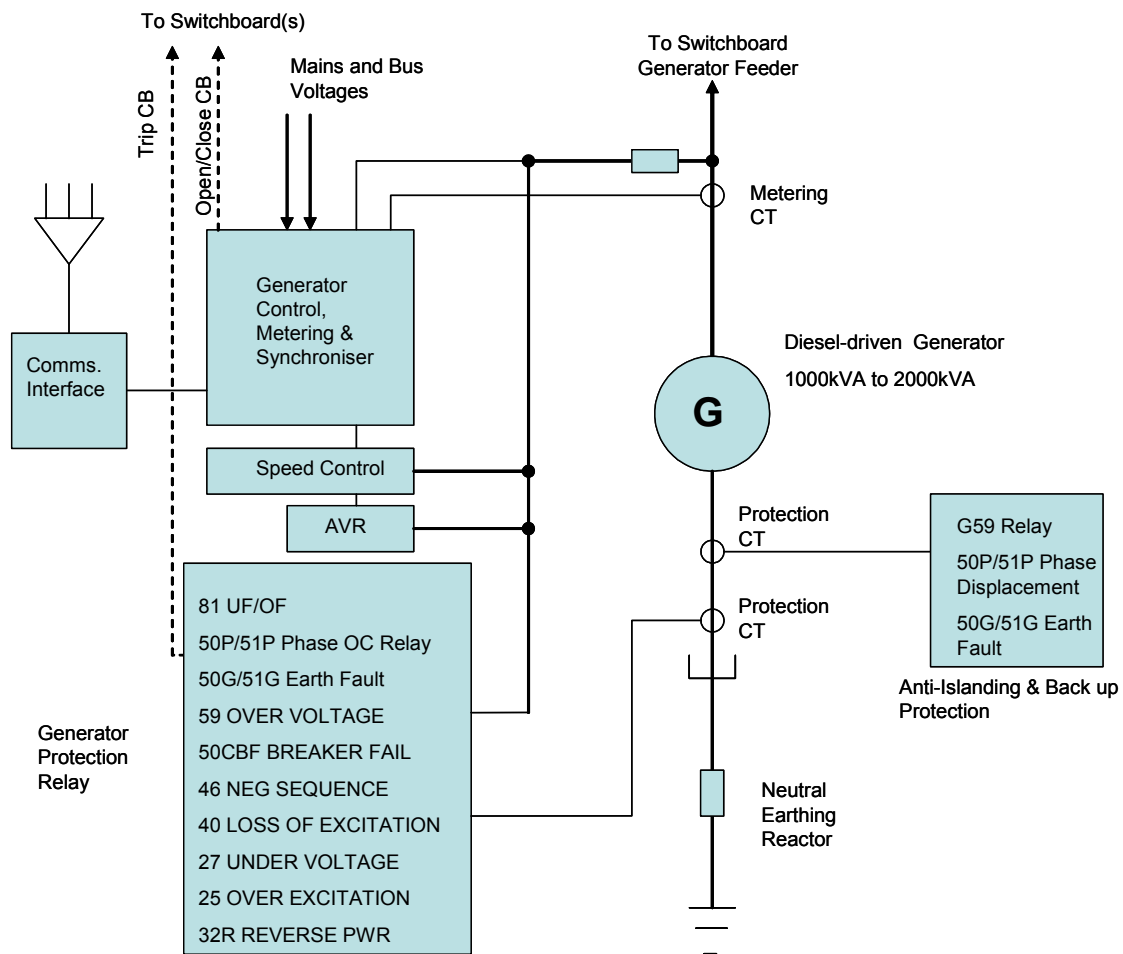 To Switchboard(s)
To Switchboard
Generator Feeder
Mains and Bus
Voltages
Trip CB
Open/Close CB
Metering
CT
Generator
Control,
Metering &
Synchroniser
Comms.
Interface
Diesel-driven Generator
1000kVA to 2000kVA
G
Speed Control
AVR
Protection
CT
G59 Relay
50P/51P Phase
Displacement
50G/51G Earth
Fault
Anti-Islanding & Back up
Protection
Protection
CT
81 UF/OF
50P/51P Phase OC Relay
50G/51G Earth Fault
59 OVER VOLTAGE
50CBF BREAKER FAIL
46 NEG SEQUENCE
40 LOSS OF EXCITATION
27 UNDER VOLTAGE
25 OVER EXCITATION
32R REVERSE PWR
Generator
Protection
Relay
Neutral
Earthing
Reactor